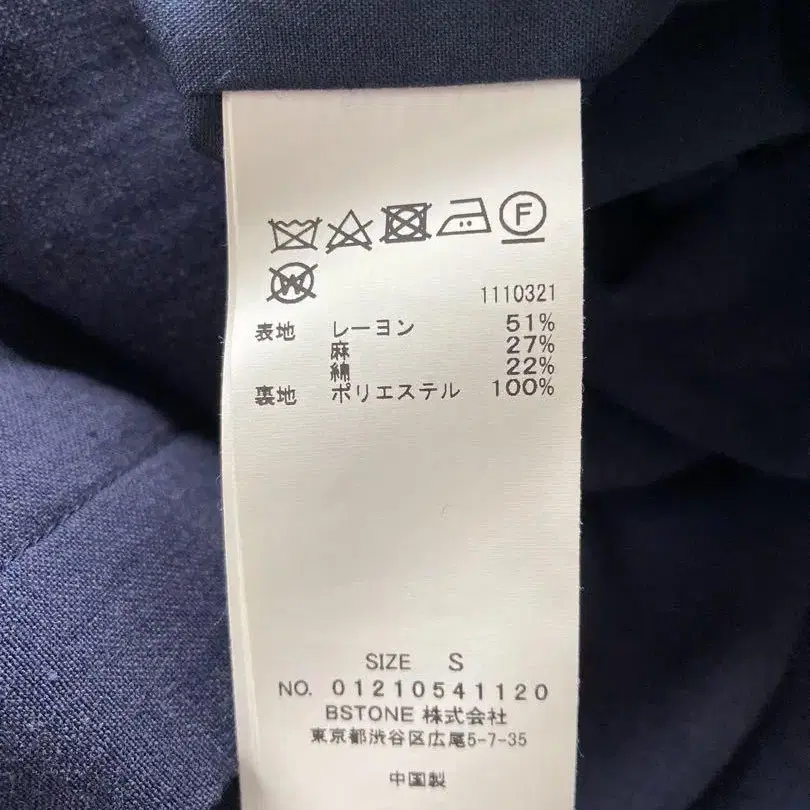 F
W
1110321
表地 レーヨン 51%
麻 27%
綿 22%
裏地 ポリエステル 100%
SIZE S
NO. 01210541120
BSTONE 株式会社
東京都渋谷区広尾5-7-35
中国製